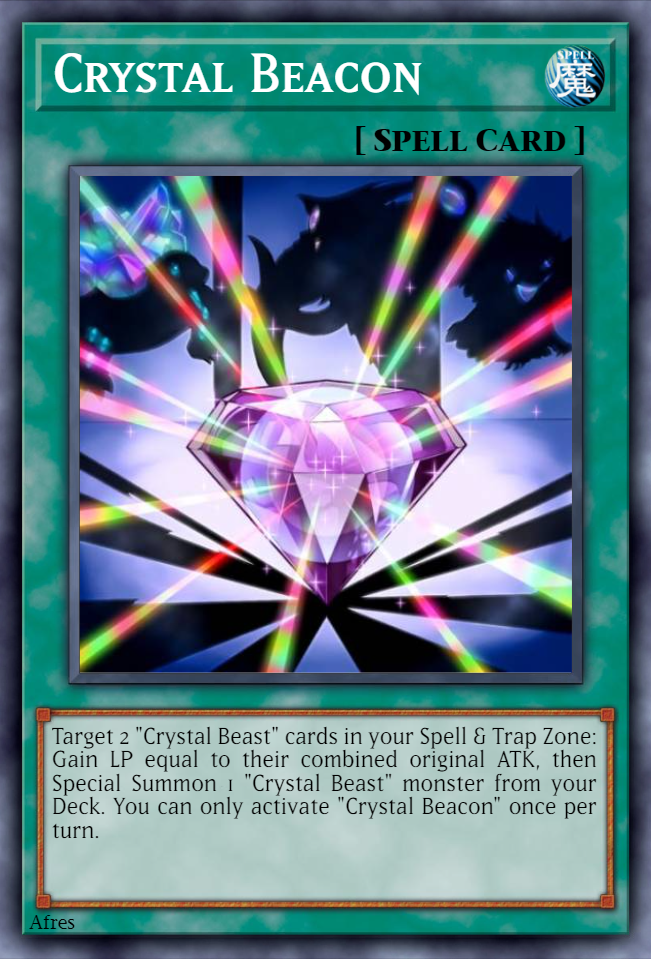 Crystal Beacon
SPELL
魔
[ Spell Card ]
Target 2 "Crystal Beast" cards in your Spell & Trap Zone:
Gain LP equal to their combined original ATK, then
Special Summon 1 "Crystal Beast" monster from your
Deck. You can only activate "Crystal Beacon" once per
turn.
Afres